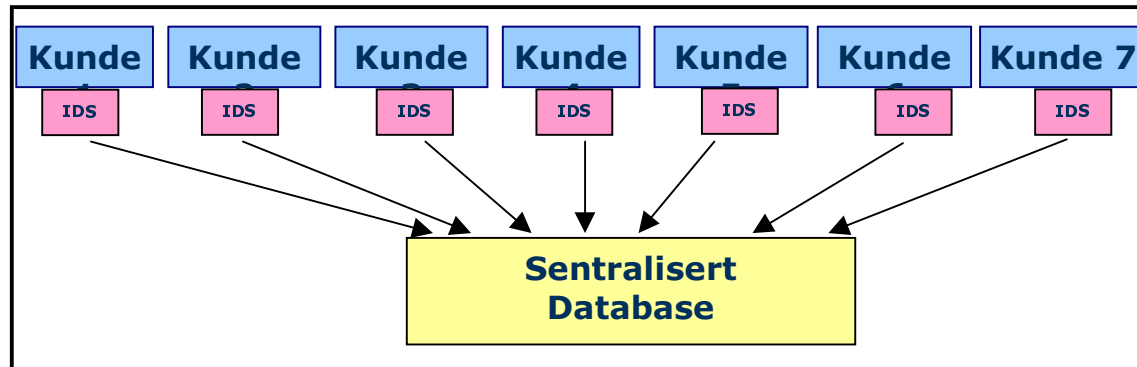 Kunde Kunde Kunde Kunde Kunde Kunde Kunde 7
IDS IDS IDS IDS IDS IDS IDS
Sentralisert
Database